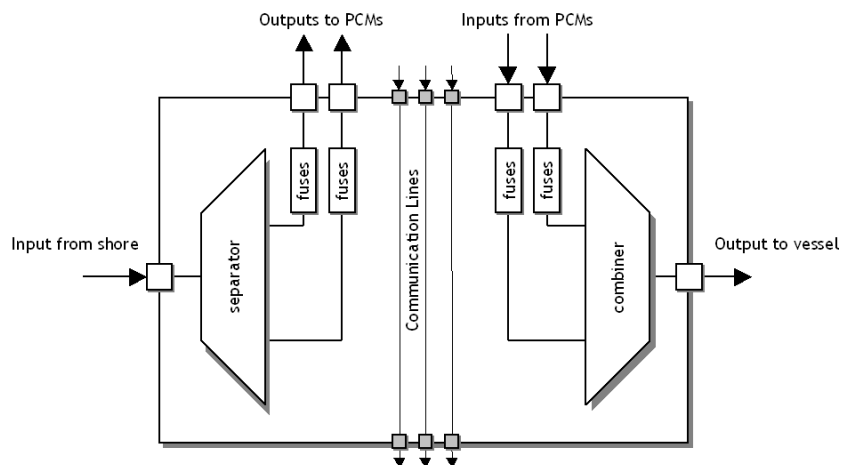 Outputs to PCMs
Inputs from PCMs
fuses
fuses
fuses
fuses
Input from shore
separator
Communication Lines
combiner
Output to vessel